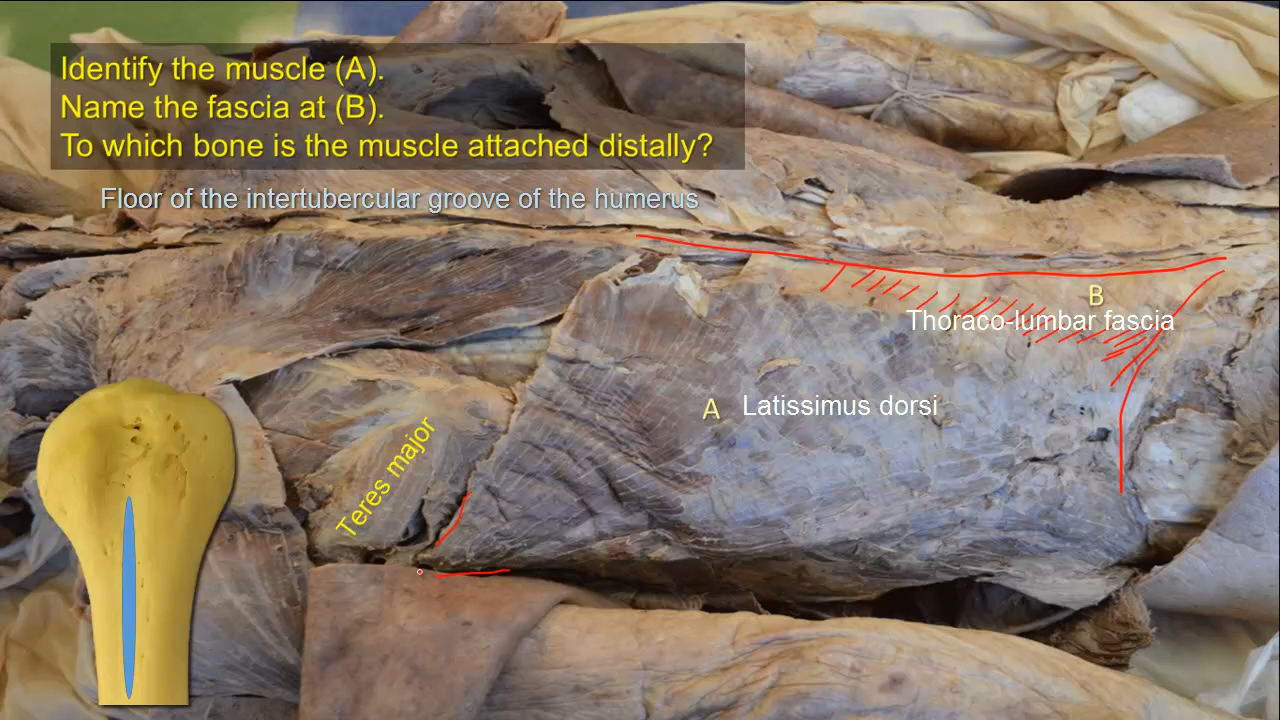 Identify the muscle (A).
Name the fascia at (B).
To which bone is the muscle attached distally?
Floor of the intertubercular groove of the humerus
B
Thoraco-lumbar fascia
A Latissimus dorsi
Teres major